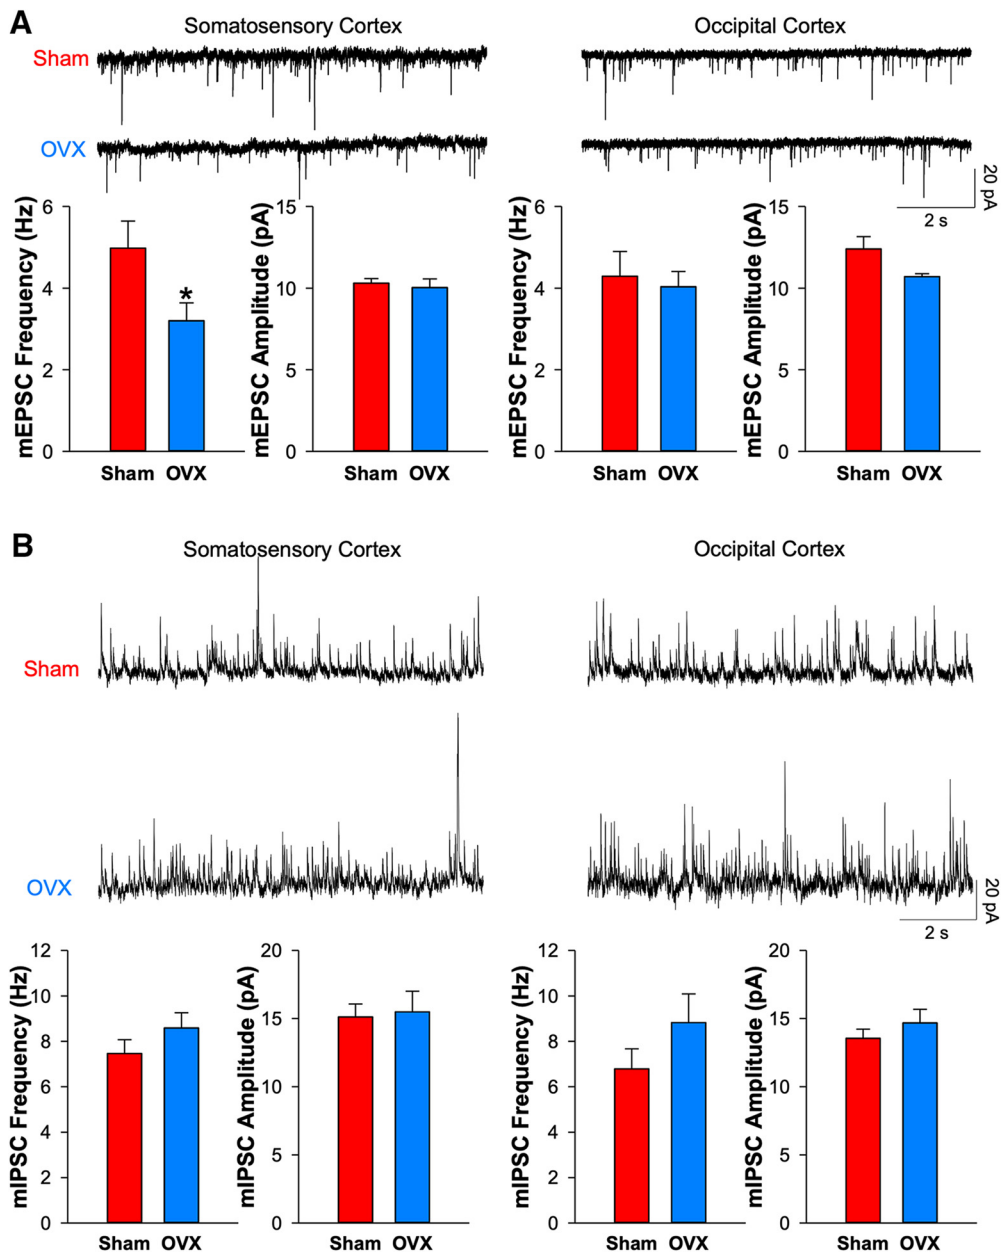 A
Somatosensory Cortex
Occipital Cortex
Sham
OVX
20 pA
2 s
mEPSC Frequency (Hz)
6
4
2
0
Sham OVX
mEPSC Amplitude (pA)
15
10
5
0
Sham OVX
mEPSC Frequency (Hz)
6
4
2
0
Sham OVX
mEPSC Amplitude (pA)
15
10
5
0
Sham OVX
*
B
Somatosensory Cortex
Occipital Cortex
Sham
OVX
20 pA
2 s
mIPSC Frequency (Hz)
12
10
8
6
4
2
0
Sham OVX
mIPSC Amplitude (pA)
20
15
10
5
0
Sham OVX
mIPSC Frequency (Hz)
12
10
8
6
4
2
0
Sham OVX
mIPSC Amplitude (pA)
20
15
10
5
0
Sham OVX